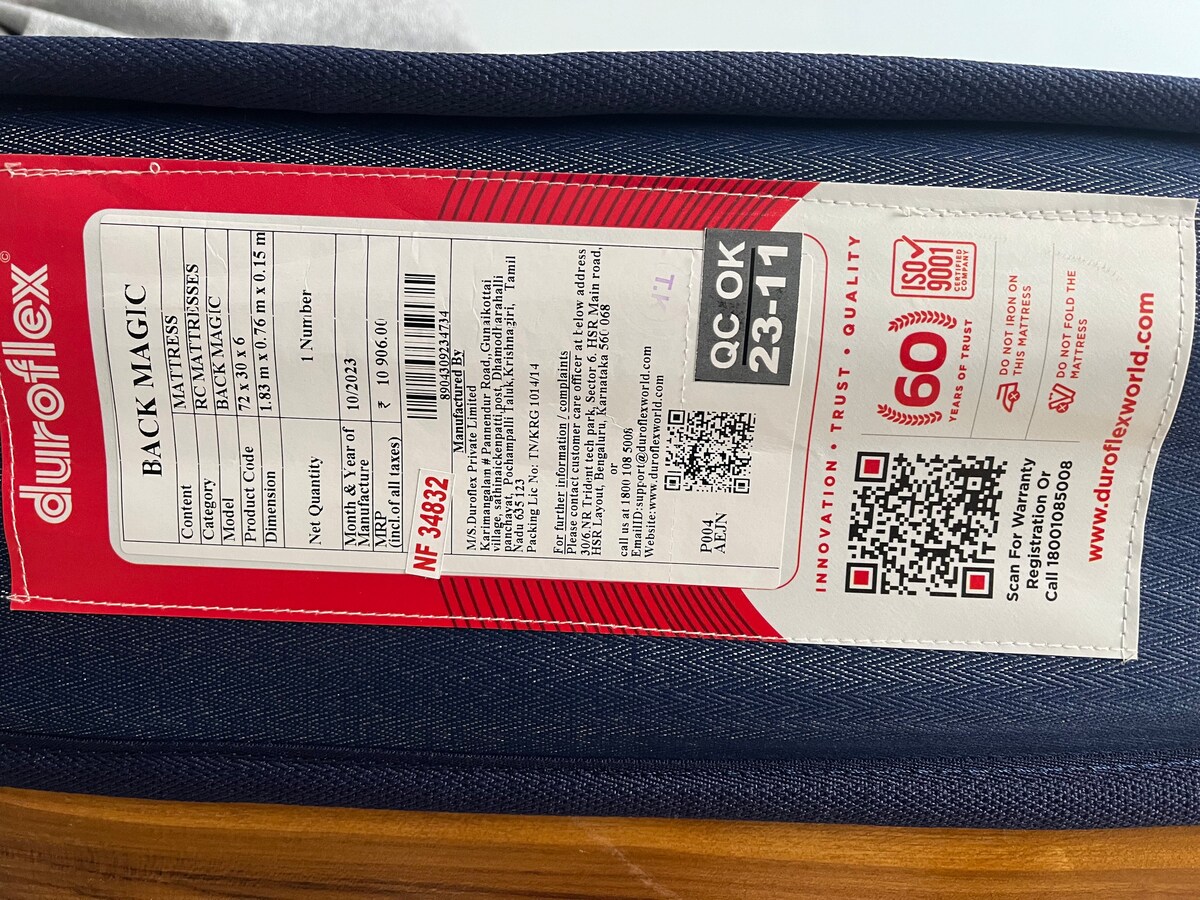 duroflex
BACK MAGIC
Content MATTRESS
Category RC MATTRESSES
Model BACK MAGIC
Product Code 72 x 30 x 6
Dimension 1.83 m x 0.76 m x 0.15 m
Net Quantity 1 Number
Month & Year of Manufacture 10/2023
MRP ₹ 10 906.00
(incl.of all taxes)
8904309234734
NF 34832
Manufactured By
M/S.Duroflex Private Limited
Karimangalam # Pannendur Road, Gunaikottai
village, sathinaickenpatti.post, Dhamodharahalli
panchayat, Pochampalli Taluk,Krishnagiri, Tamil
Nadu 635 123
Packing Lic No: TN/KRG 1014/14
For further information / complaints
Please contact customer care officer at below address
30/6.NR Trident tech park, Sector 6. HSR Main road,
HSR Layout, Bengaluru, Karnataka 560 068
call us at 1800 108 5006
or
EmailID:support@duroflexworld.com
Website:www.duroflexworld.com
P004
AEJN
QC OK
23-11
INNOVATION • TRUST • QUALITY
ISO
9001
CERTIFIED
COMPANY
60
YEARS OF TRUST
DO NOT IRON ON
THIS MATTRESS
DO NOT FOLD THE
MATTRESS
Scan For Warranty
Registration Or
Call 18001085008
www.duroflexworld.com